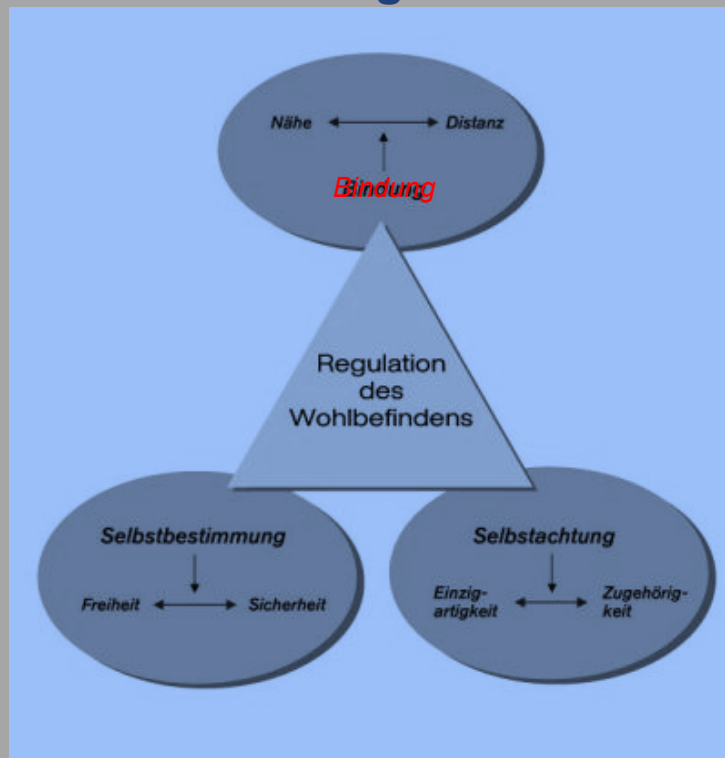 Nähe Distanz
Bindung
Regulation
des
Wohlbefindens
Selbstbestimmung
Freiheit Sicherheit
Selbstachtung
Einzig-
artigkeit
Zugehörig-
keit